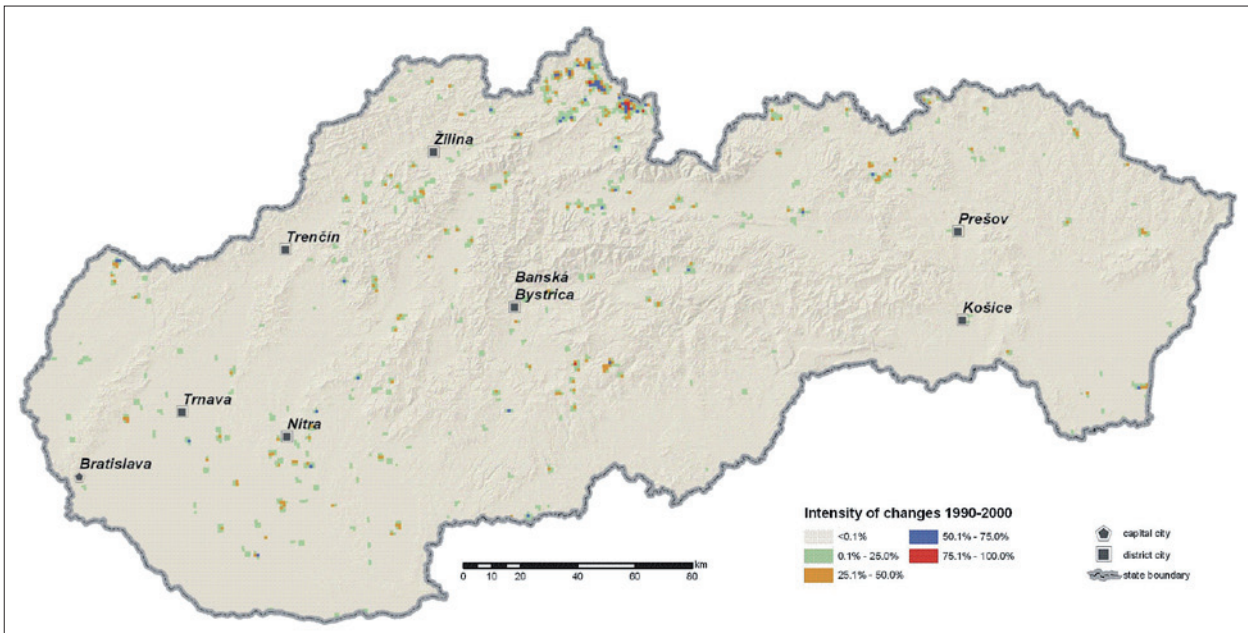 Žilina
Prešov
Trenčín
Banská
Bystrica
Košice
Trnava
Nitra
Bratislava
Intensity of changes 1990-2000
<0.1%
50.1% - 75.0%
capital city
0.1% - 25.0%
75.1% - 100.0%
district city
25.1% - 50.0%
state boundary
km
0 10 20 40 60 80